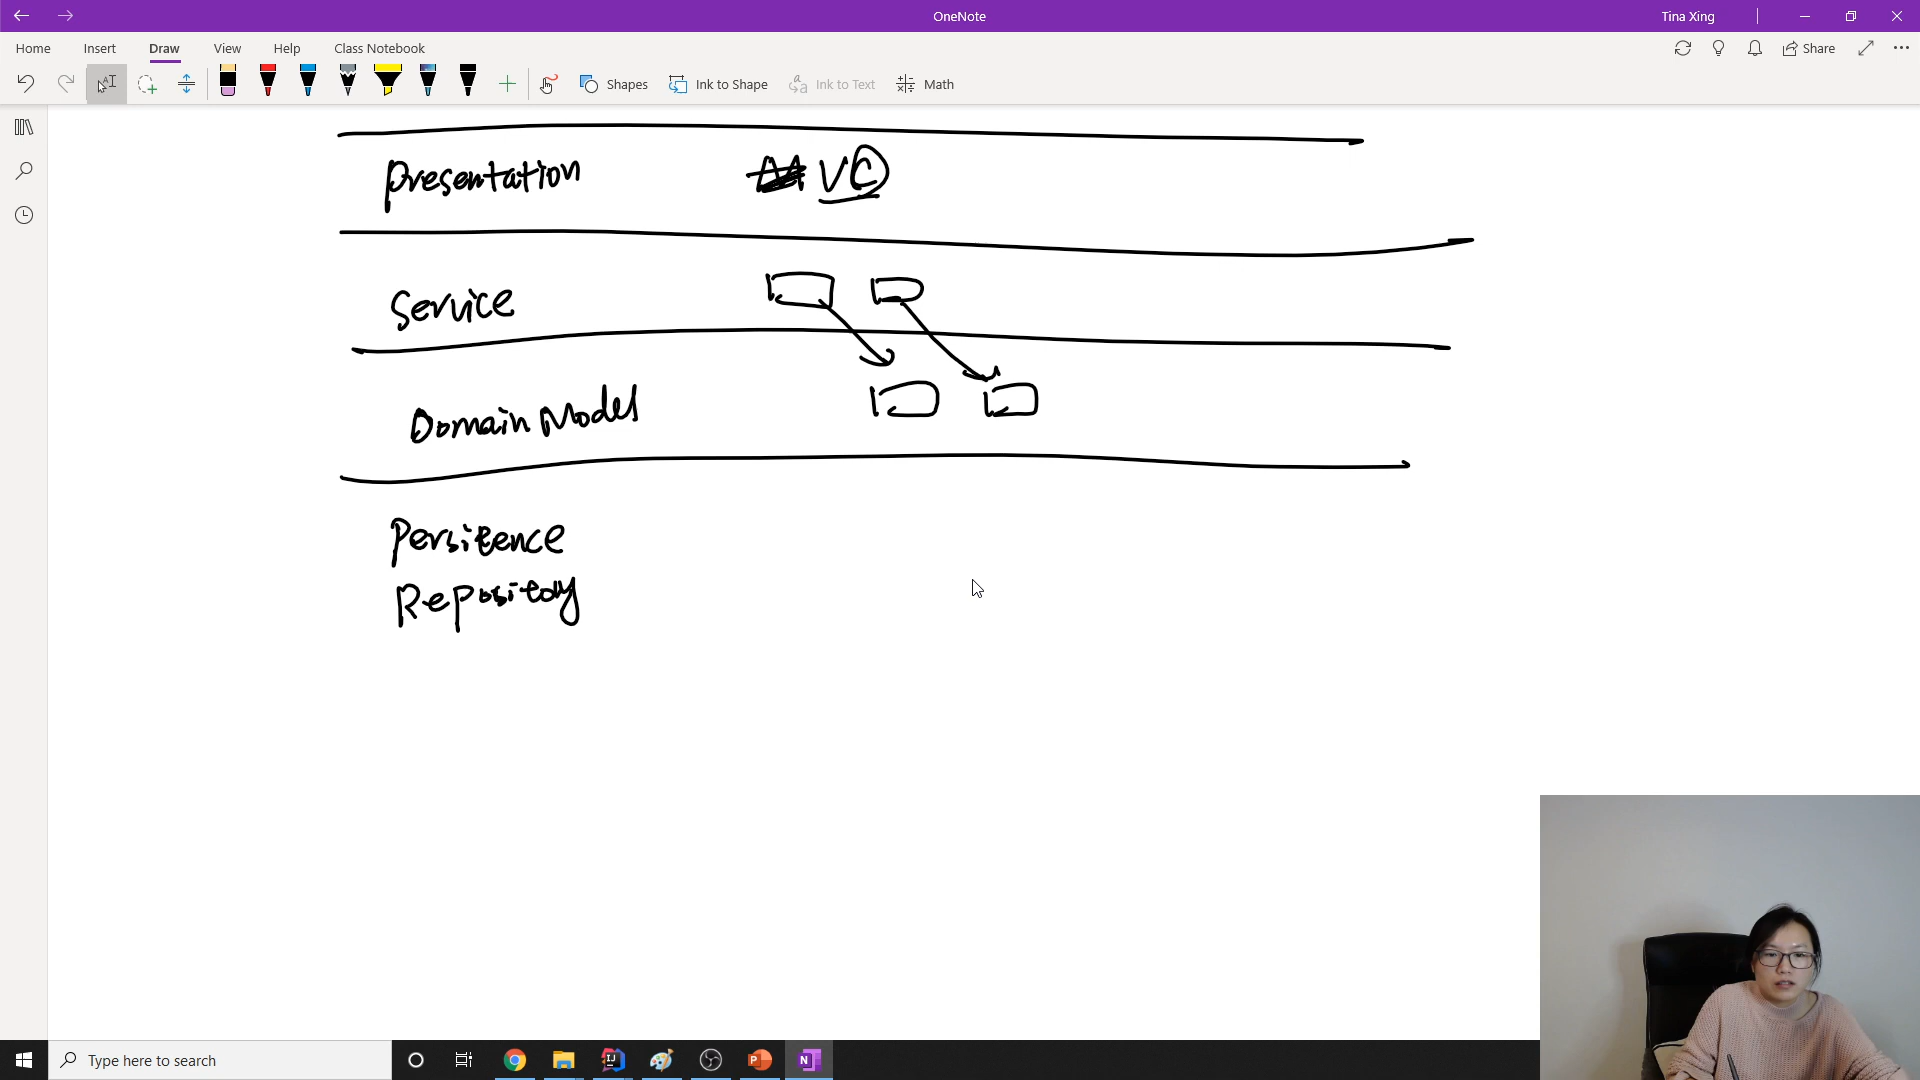 OneNote
Tina Xing
Home Insert Draw View Help Class Notebook
Share
Shapes Ink to Shape Ink to Text Math
Presentation VC
Service
Domain Model
Persitence
Repository
Type here to search